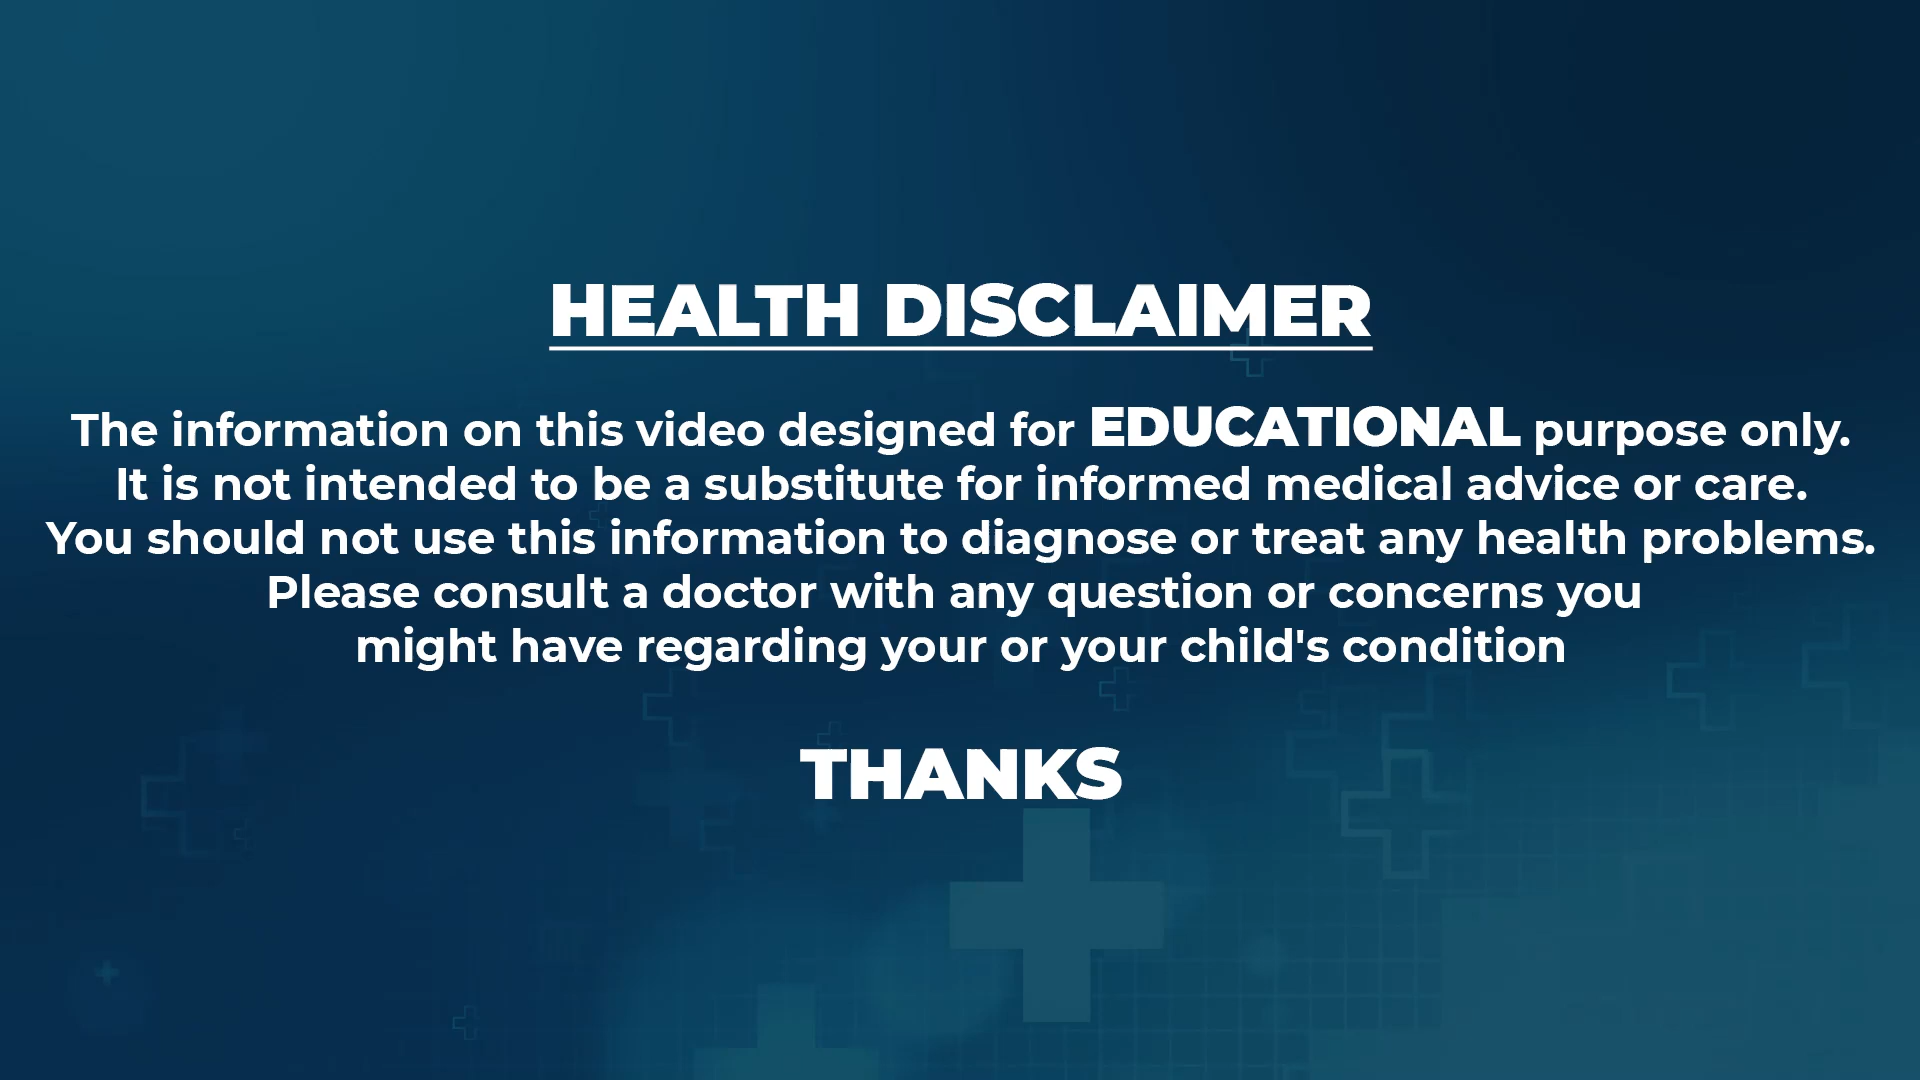 HEALTH DISCLAIMER
The information on this video designed for EDUCATIONAL purpose only.
It is not intended to be a substitute for informed medical advice or care.
You should not use this information to diagnose or treat any health problems.
Please consult a doctor with any question or concerns you
might have regarding your or your child's condition
THANKS